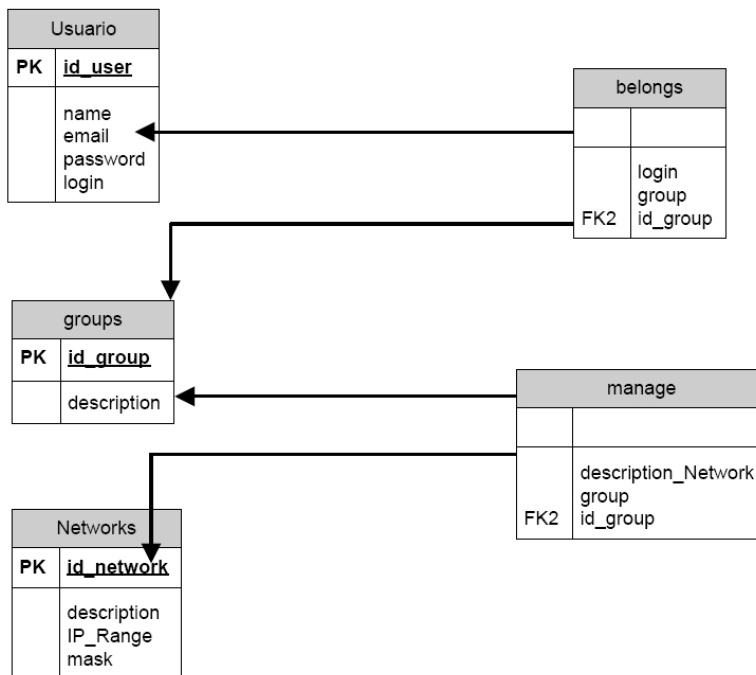 Usuario
PK id_user
name
email
password
login
belongs
login
group
FK2 id_group
groups
PK id_group
description
manage
description_Network
group
FK2 id_group
Networks
PK id_network
description
IP_Range
mask